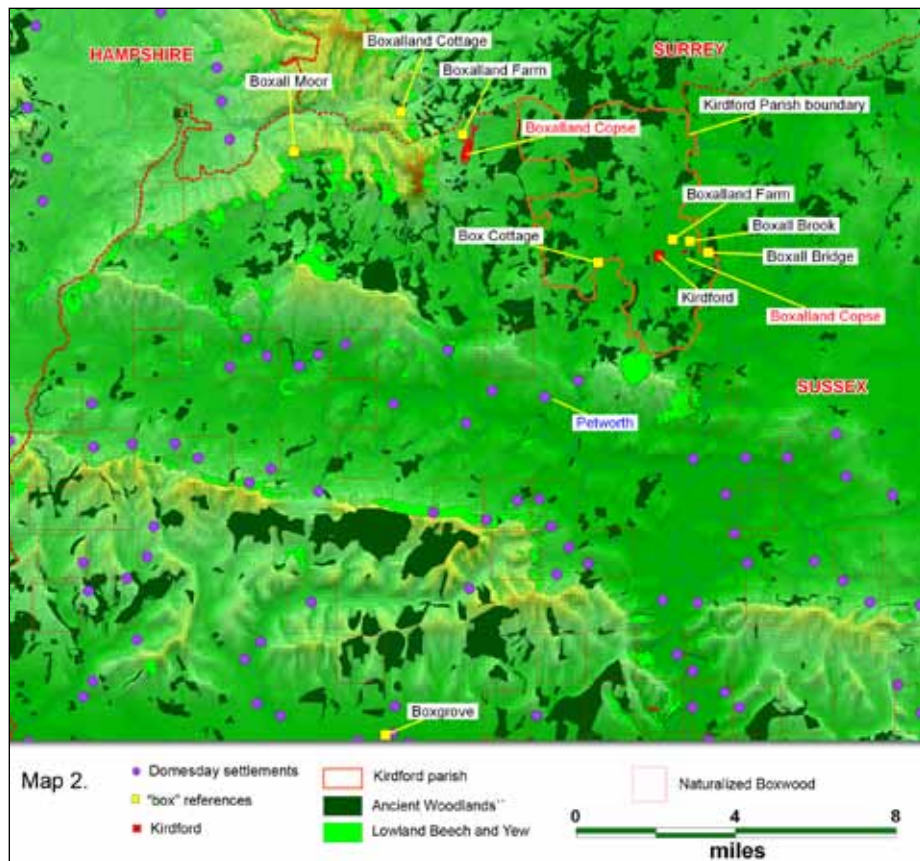 HAMPSHIRE
Boxalland Cottage
SURREY
Boxall Moor
Boxalland Farm
Kirdford Parish boundary
Boxalland Copse
Boxalland Farm
Box Cottage
Boxall Brook
Boxall Bridge
Kirdford
Boxalland Copse
SUSSEX
Petworth
Boxgrove
Map 2.
Domesday settlements
"box" references
Kirdford
Kirdford parish
Ancient Woodlands``
Lowland Beech and Yew
Naturalized Boxwood
0 4 8
miles